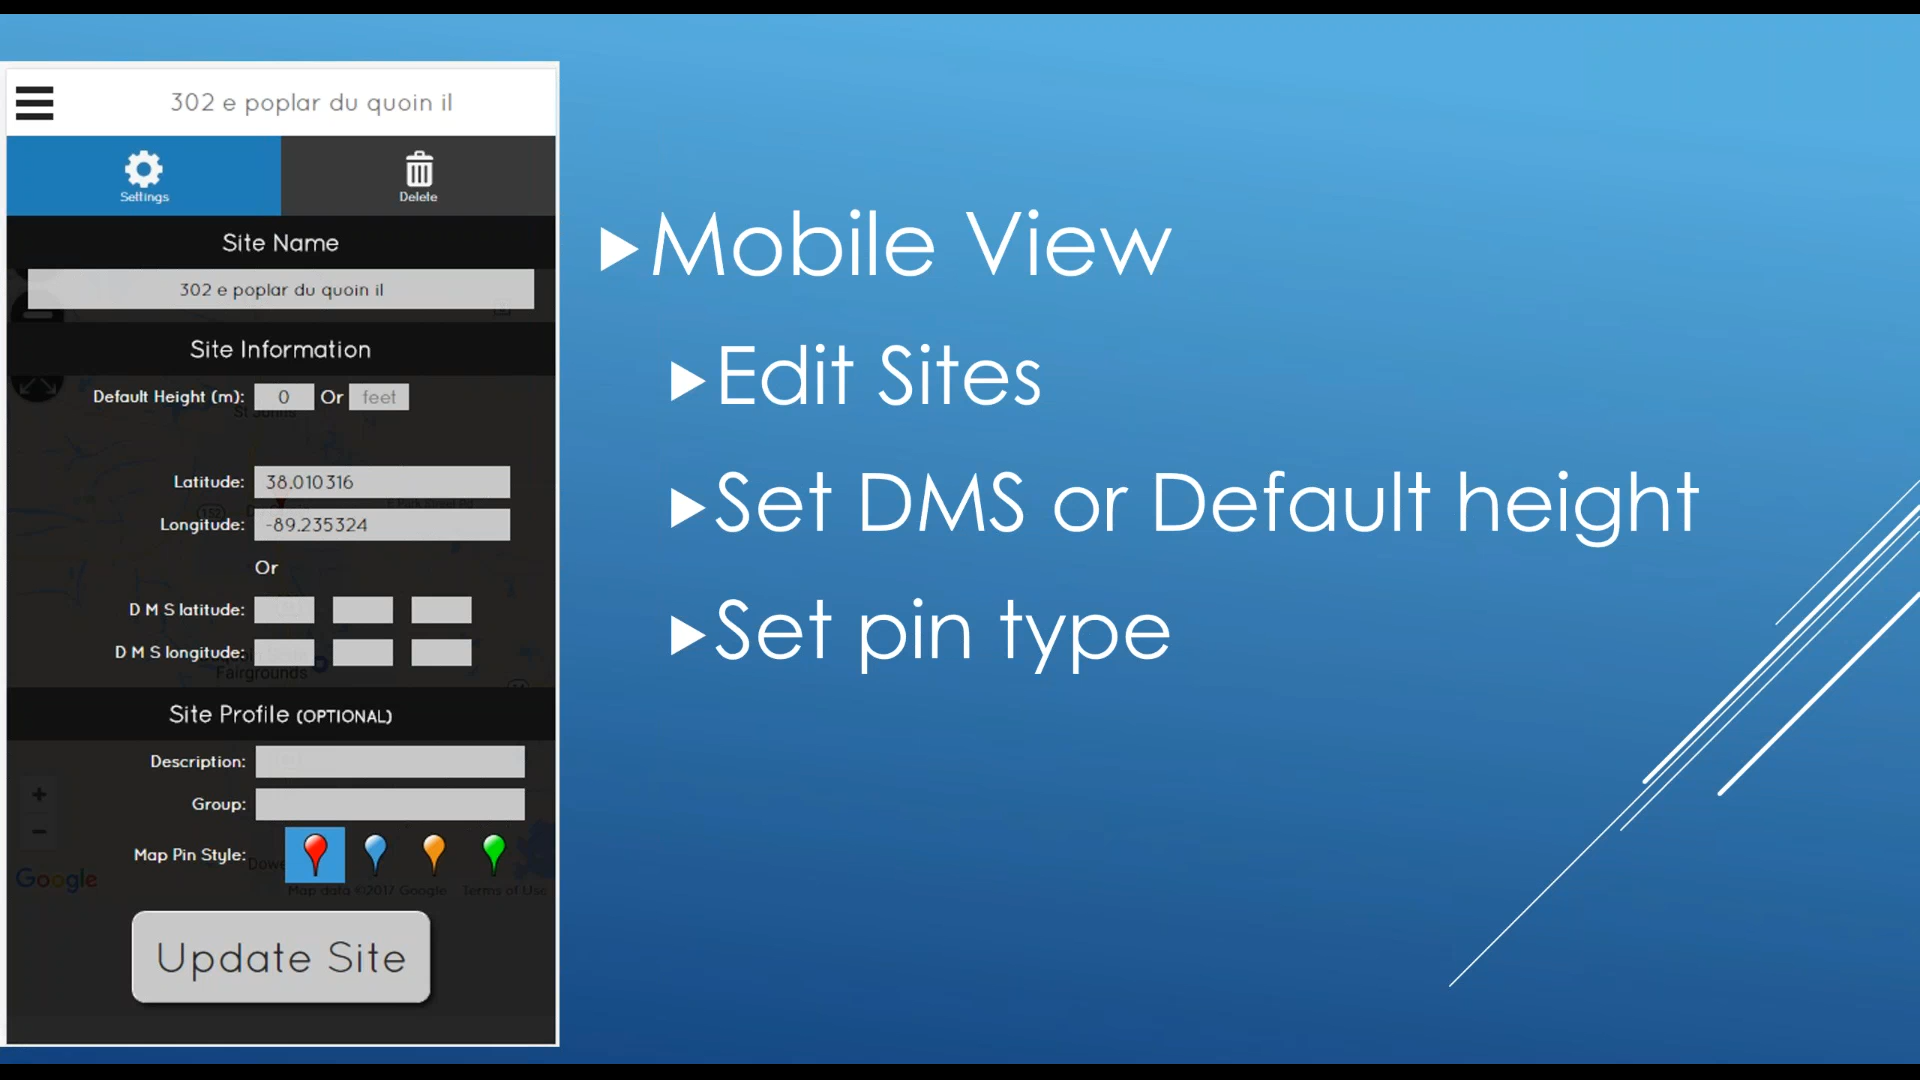 302 e poplar du quoin il
Settings
Delete
Site Name
302 e poplar du quoin il
Site Information
Default Height (m): 0 Or feet
St Johns
Latitude: 38.010316
Longitude: -89.235324
Or
D M S latitude:
D M S longitude:
Fairgrounds
Site Profile (OPTIONAL)
Description:
Group:
Map Pin Style:
Google
Map data ©2017 Google Terms of Use
Update Site
Mobile View
Edit Sites
Set DMS or Default height
Set pin type